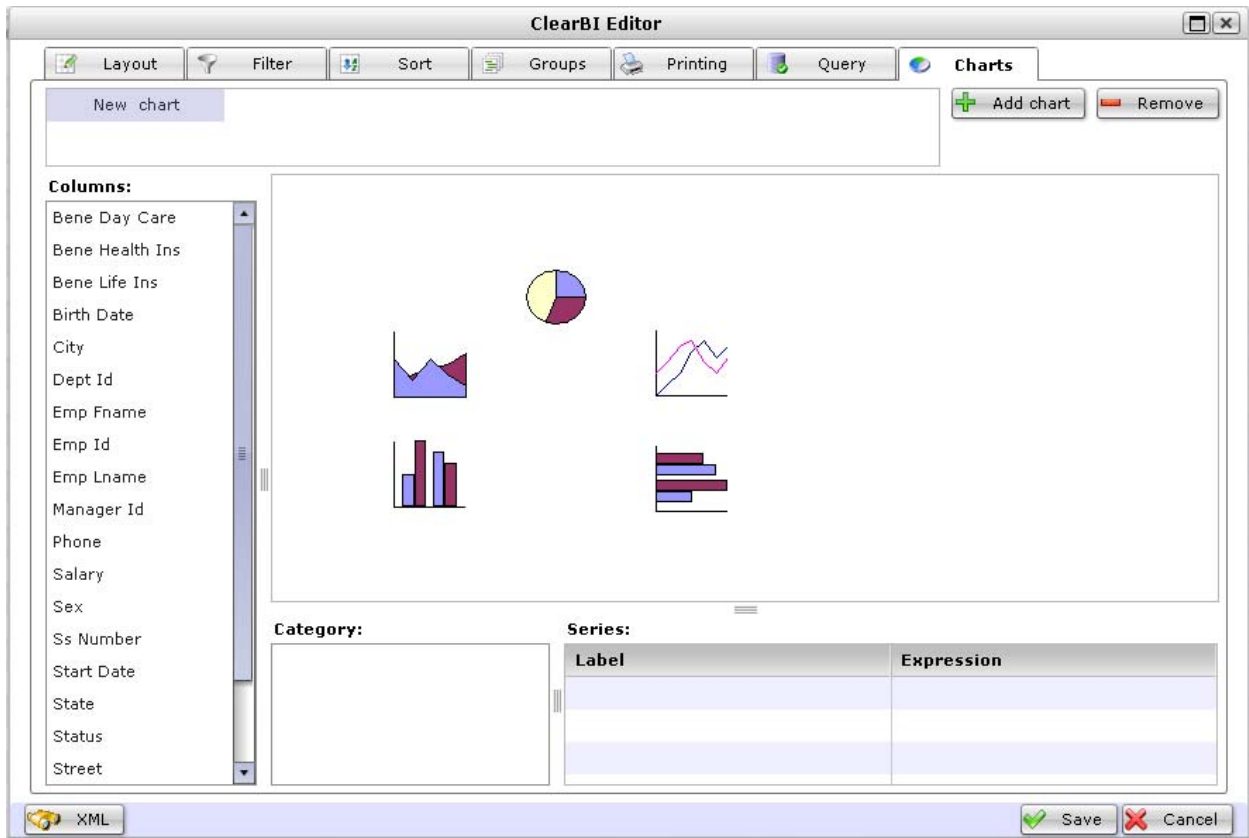 ClearBI Editor
Layout Filter Sort Groups Printing Query Charts
New chart
Add chart Remove
Columns:
Bene Day Care
Bene Health Ins
Bene Life Ins
Birth Date
City
Dept Id
Emp Fname
Emp Id
Emp Lname
Manager Id
Phone
Salary
Sex
Ss Number
Start Date
State
Status
Street
Category:
Series:
Label Expression
XML
Save Cancel